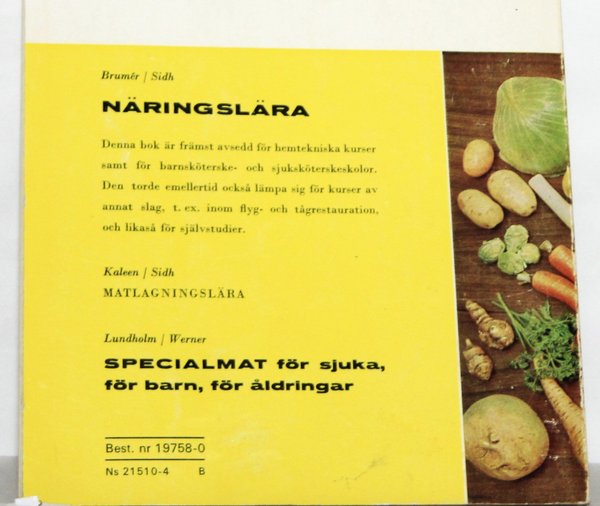 Brumér / Sidh
NÄRINGSLÄRA
Denna bok är främst avsedd för hemtekniska kurser
samt för barnsköterske- och sjuksköterskeskolor.
Den torde emellertid också lämpa sig för kurser av
annat slag, t. ex. inom flyg- och tågrestauration,
och likaså för självstudier.
Kaleen / Sidh
MATLAGNINGSLÄRA
Lundholm / Werner
SPECIALMAT för sjuka,
för barn, för åldringar
Best. nr 19758-0
Ns 21510-4 B